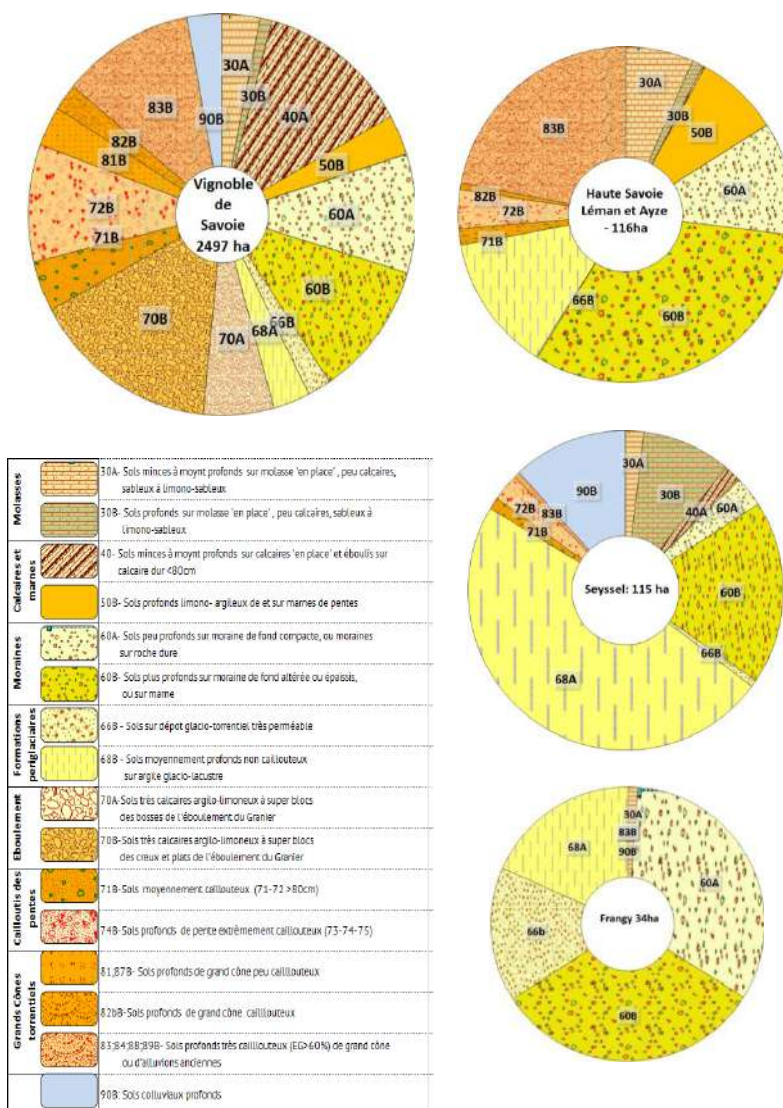 30A
30B
40A
50B
60A
60B
66B
68A
70A
70B
71B
72B
81B
82B
83B
90B
Vignoble
de
Savoie
2497 ha
30A
30B
50B
60A
60B
66B
71B
72B
82B
83B
Haute Savoie
Léman et Ayze
- 116ha
30A
30B
40A
60A
60B
66B
68A
71B
83B
72B
90B
Seyssel: 115 ha
30A
83B
90B
60A
60B
66b
68A
Frangy 34ha
Molasses
30A- Sols minces à moynt profonds sur molasse 'en place' , peu calcaires,
sableux à limono-sableux
30B- Sols profonds sur molasse 'en place' , peu calcaires, sableux à
limono-sableux
Calcaires et
marnes
40- Sols minces à moynt profonds sur calcaires 'en place' et éboulis sur
calcaire dur <80cm
50B- Sols profonds limono- argileux de et sur marnes de pentes
Moraines
60A- Sols peu profonds sur moraine de fond compacte, ou moraines
sur roche dure
60B- Sols plus profonds sur moraine de fond altérée ou épaissis,
ou sur marne
Formations
periglaciaires
66B - Sols sur dépot glacio-torrentiel très perméable
68B - Sols moyennement profonds non caillouteux
sur argile glacio-lacustre
Eboulement
70A- Sols très calcaires argilo-limoneux à super blocs
des bosses de l'éboulement du Granier
70B- Sols très calcaires argilo-limoneux à super blocs
des creux et plats de l'éboulement du Granier
Cailloutis des
pentes
71B- Sols moyennement caillouteux (71-72 >80cm)
74B- Sols profonds de pente extrêmement caillouteux (73-74-75)
Grands Cônes
torrentiels
81,87B- Sols profonds de grand cône peu cailllouteux
82bB- Sols profonds de grand cône caillouteux
83;84;88;89B- Sols profonds très caillouteux (EG>60%) de grand cône
ou d'alluvions anciennes
90B: Sols colluviaux profonds